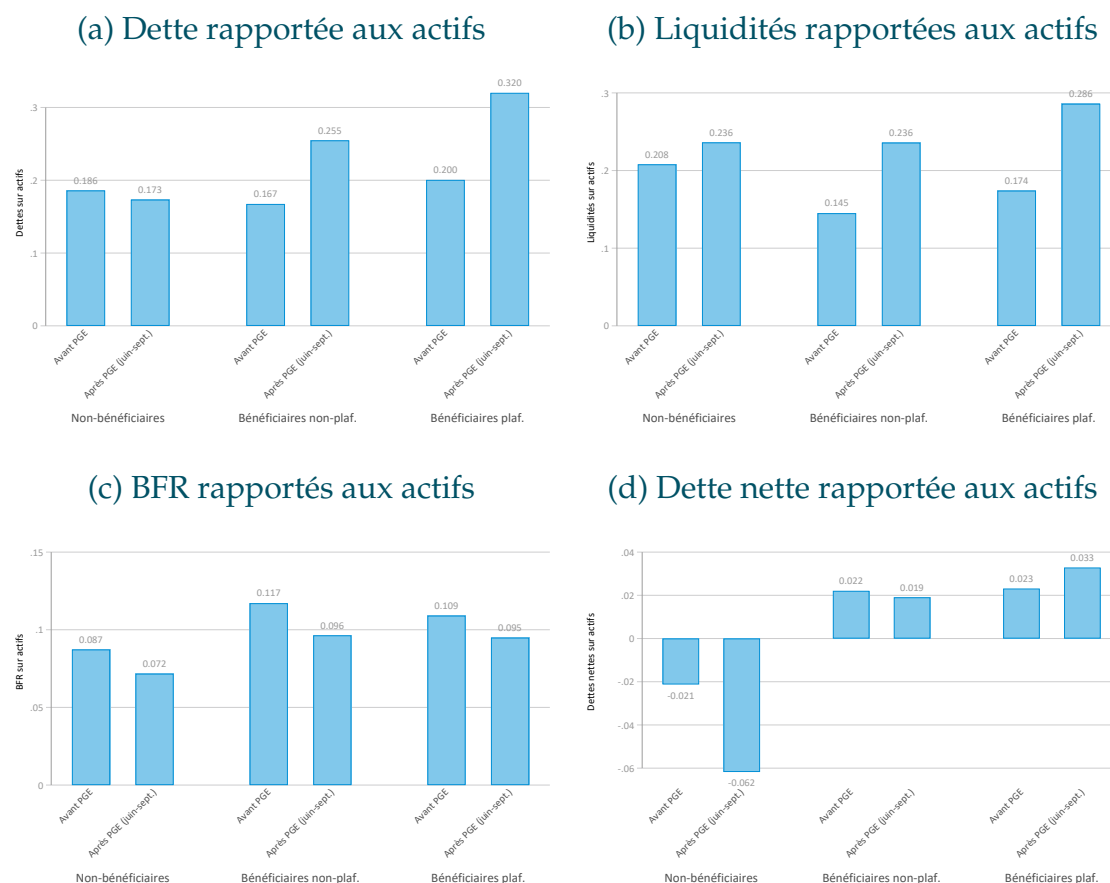 (a) Dette rapportée aux actifs
Dettes sur actifs
.3
.2
.1
0
0.186
0.173
0.167
0.255
0.200
0.320
Avant PGE
Après PGE (juin-sept.)
Avant PGE
Après PGE (juin-sept.)
Avant PGE
Après PGE (juin-sept.)
Non-bénéficiaires
Bénéficiaires non-plaf.
Bénéficiaires plaf.
(b) Liquidités rapportées aux actifs
Liquidités sur actifs
.3
.2
.1
0
0.208
0.236
0.145
0.236
0.174
0.286
Avant PGE
Après PGE (juin-sept.)
Avant PGE
Après PGE (juin-sept.)
Avant PGE
Après PGE (juin-sept.)
Non-bénéficiaires
Bénéficiaires non-plaf.
Bénéficiaires plaf.
(c) BFR rapportés aux actifs
BFR sur actifs
.15
.1
.05
0
0.087
0.072
0.117
0.096
0.109
0.095
Avant PGE
Après PGE (juin-sept.)
Avant PGE
Après PGE (juin-sept.)
Avant PGE
Après PGE (juin-sept.)
Non-bénéficiaires
Bénéficiaires non-plaf.
Bénéficiaires plaf.
(d) Dette nette rapportée aux actifs
Dettes nettes sur actifs
.04
.02
0
-.02
-.04
-.06
-0.021
-0.062
0.022
0.019
0.023
0.033
Avant PGE
Après PGE (juin-sept.)
Avant PGE
Après PGE (juin-sept.)
Avant PGE
Après PGE (juin-sept.)
Non-bénéficiaires
Bénéficiaires non-plaf.
Bénéficiaires plaf.